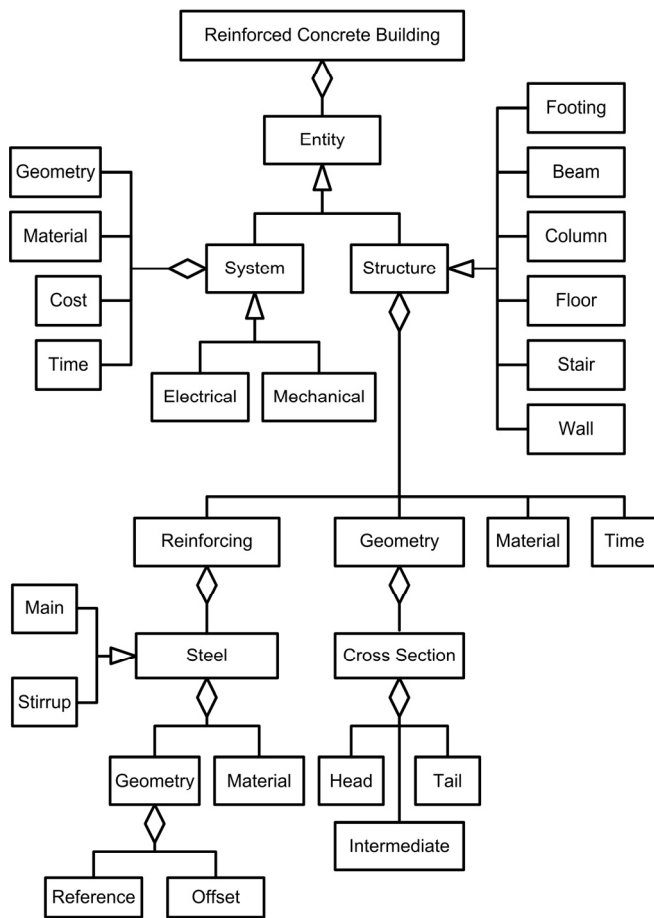 Reinforced Concrete Building
Entity
Footing
Geometry
Beam
Material
Column
System
Structure
Cost
Floor
Time
Stair
Electrical
Mechanical
Wall
Reinforcing
Geometry
Material
Time
Main
Steel
Cross Section
Stirrup
Geometry
Material
Head
Tail
Intermediate
Reference
Offset